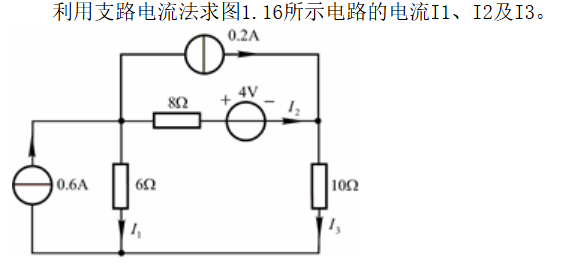 利用支路电流法求图1.16所示电路的电流I1、I2及I3。
0.2A
8Ω
+ 4V −
I₂
0.6A
6Ω
10Ω
I₁
I₃